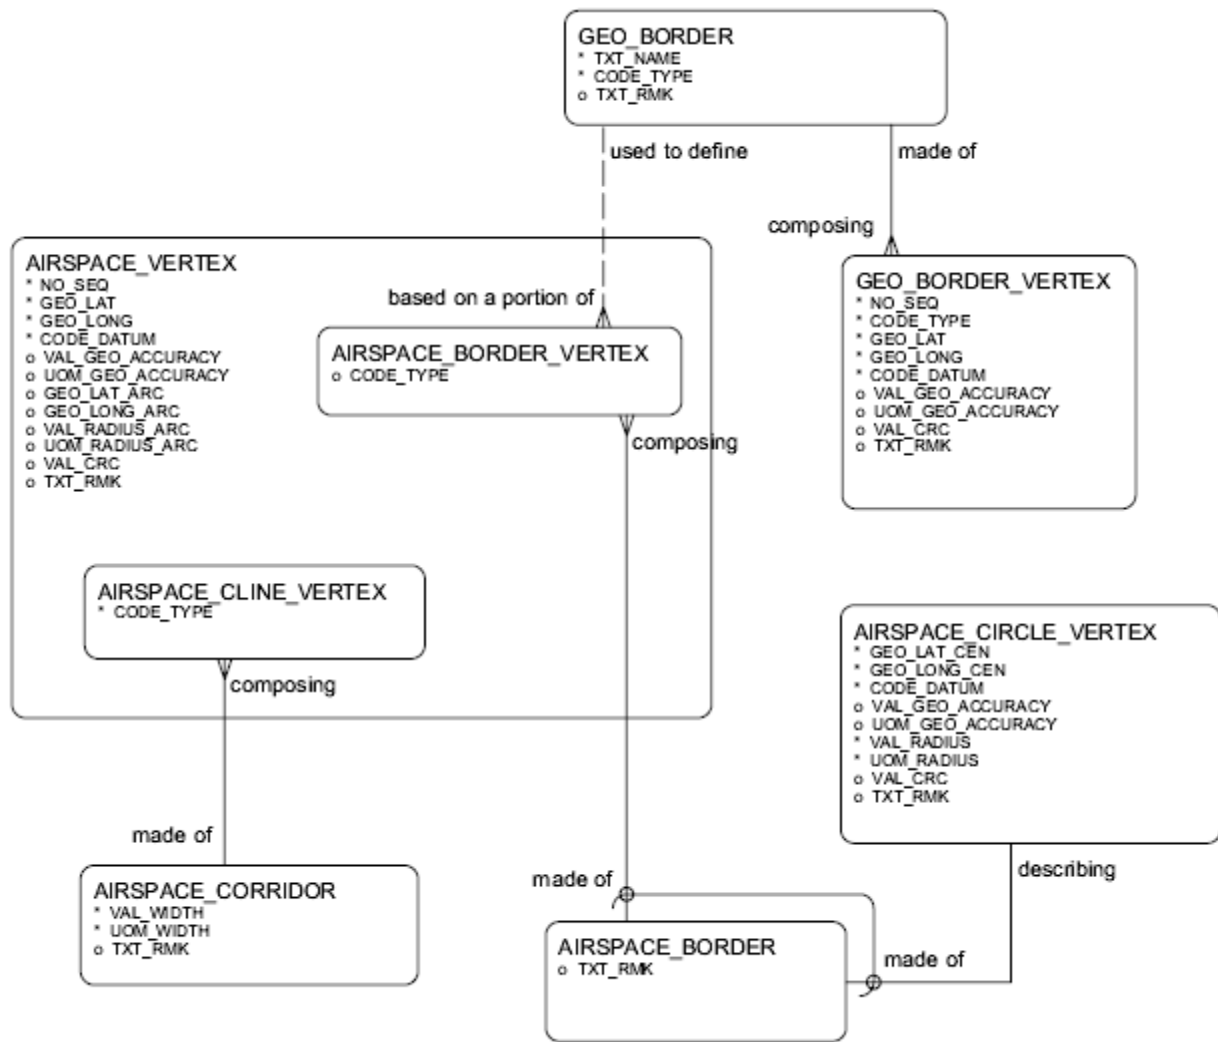 GEO_BORDER
* TXT_NAME
* CODE_TYPE
o TXT_RMK
used to define
made of
composing
AIRSPACE_VERTEX
* NO_SEQ
* GEO_LAT
* GEO_LONG
* CODE_DATUM
o VAL_GEO_ACCURACY
o UOM_GEO_ACCURACY
o GEO_LAT_ARC
o GEO_LONG_ARC
o VAL_RADIUS_ARC
o UOM_RADIUS_ARC
o VAL_CRC
o TXT_RMK
based on a portion of
AIRSPACE_BORDER_VERTEX
o CODE_TYPE
composing
GEO_BORDER_VERTEX
* NO_SEQ
* CODE_TYPE
* GEO_LAT
* GEO_LONG
* CODE_DATUM
o VAL_GEO_ACCURACY
o UOM_GEO_ACCURACY
o VAL_CRC
o TXT_RMK
AIRSPACE_CLINE_VERTEX
* CODE_TYPE
composing
AIRSPACE_CIRCLE_VERTEX
* GEO_LAT_CEN
* GEO_LONG_CEN
* CODE_DATUM
o VAL_GEO_ACCURACY
o UOM_GEO_ACCURACY
* VAL_RADIUS
* UOM_RADIUS
o VAL_CRC
o TXT_RMK
made of
AIRSPACE_CORRIDOR
* VAL_WIDTH
* UOM_WIDTH
o TXT_RMK
made of
describing
AIRSPACE_BORDER
o TXT_RMK
made of